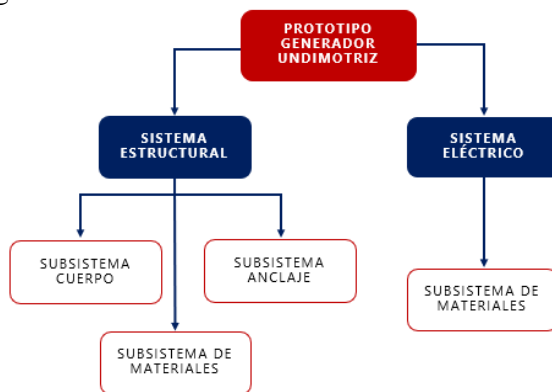 PROTOTIPO
GENERADOR
UNDIMOTRIZ
SISTEMA
ESTRUCTURAL
SISTEMA
ELÉCTRICO
SUBSISTEMA
CUERPO
SUBSISTEMA
ANCLAJE
SUBSISTEMA DE
MATERIALES
SUBSISTEMA DE
MATERIALES